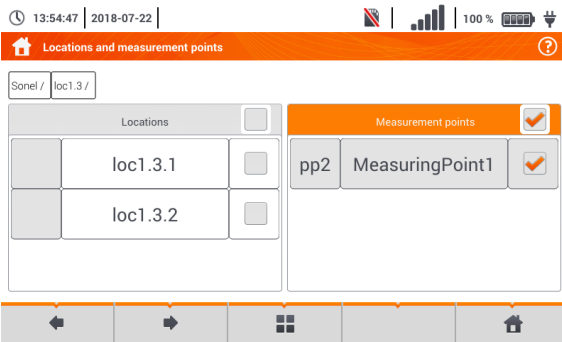 13:54:47 2018-07-22 100 %
Locations and measurement points ?
Sonel / loc1.3 /
Locations
Measurement points
loc1.3.1
pp2 MeasuringPoint1
loc1.3.2